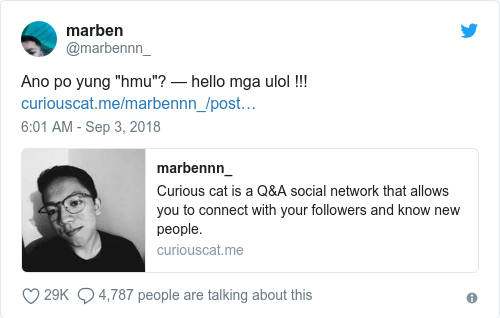 marben
@marbennn_
Ano po yung "hmu"? — hello mga ulol !!!
curiouscat.me/marbennn_/post…
6:01 AM - Sep 3, 2018
marbennn_
Curious cat is a Q&A social network that allows
you to connect with your followers and know new
people.
curiouscat.me
29K 4,787 people are talking about this